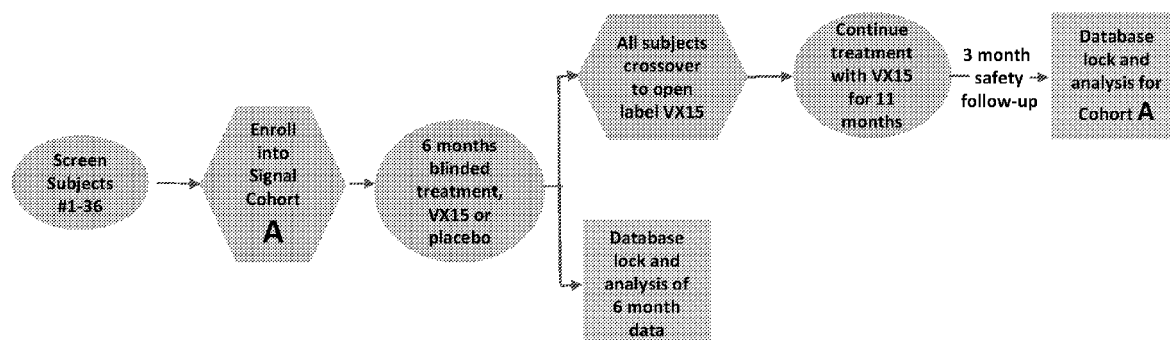 Screen
Subjects
#1-36
Enroll
into
Signal
Cohort
A
6 months
blinded
treatment,
VX15 or
placebo
All subjects
crossover
to open
label VX15
Continue
treatment
with VX15
for 11
months
3 month
safety
follow-up
Database
lock and
analysis for
Cohort A
Database
lock and
analysis of
6 month
data